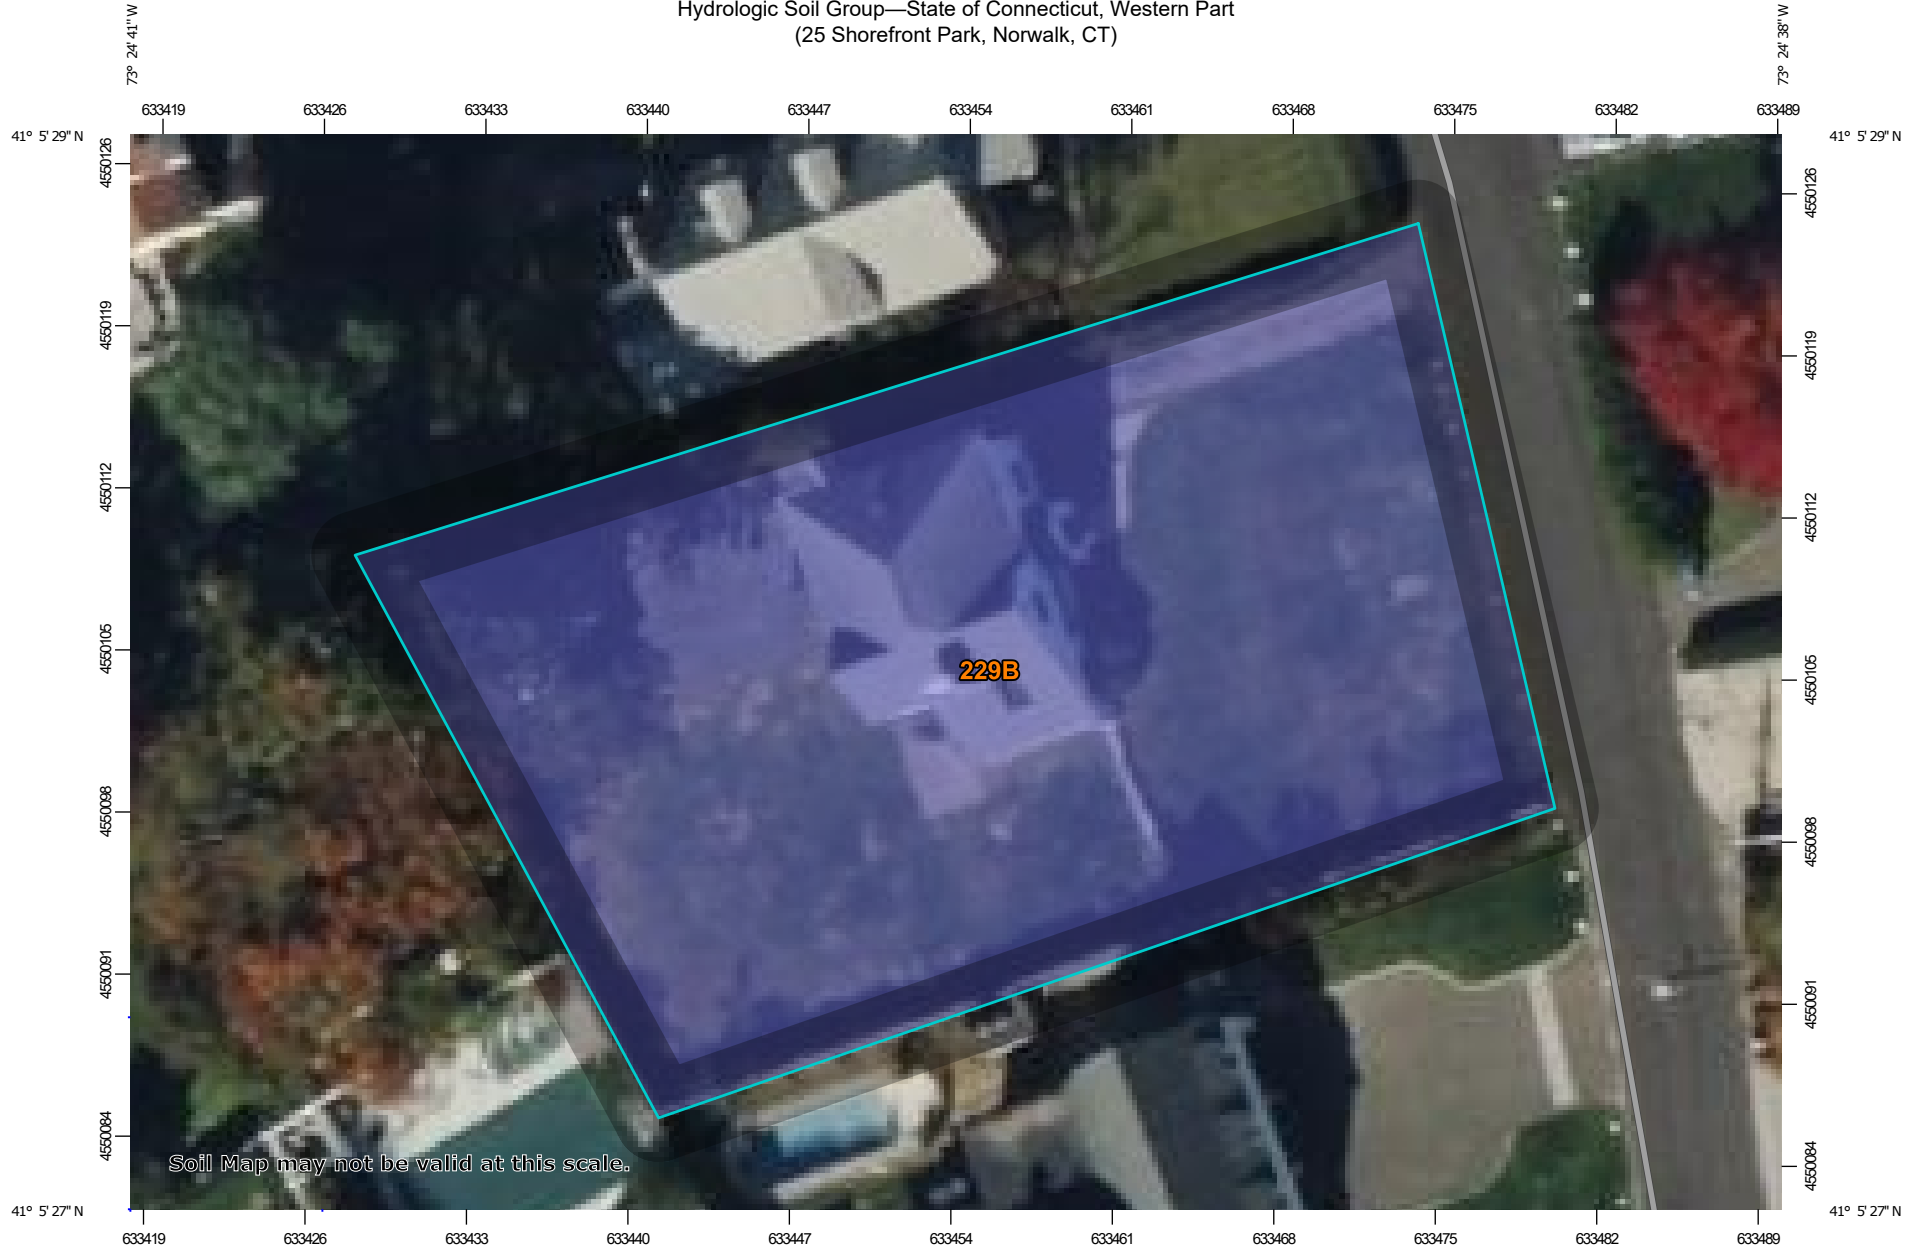 Hydrologic Soil Group—State of Connecticut, Western Part
(25 Shorefront Park, Norwalk, CT)
73° 24' 41" W
73° 24' 38" W
633419 633426 633433 633440 633447 633454 633461 633468 633475 633482 633489
41° 5' 29" N
41° 5' 29" N
4550126
4550126
4550119
4550119
4550112
4550112
4550105
4550105
229B
4550098
4550098
4550091
4550091
4550084
4550084
Soil Map may not be valid at this scale.
41° 5' 27" N
41° 5' 27" N
633419 633426 633433 633440 633447 633454 633461 633468 633475 633482 633489